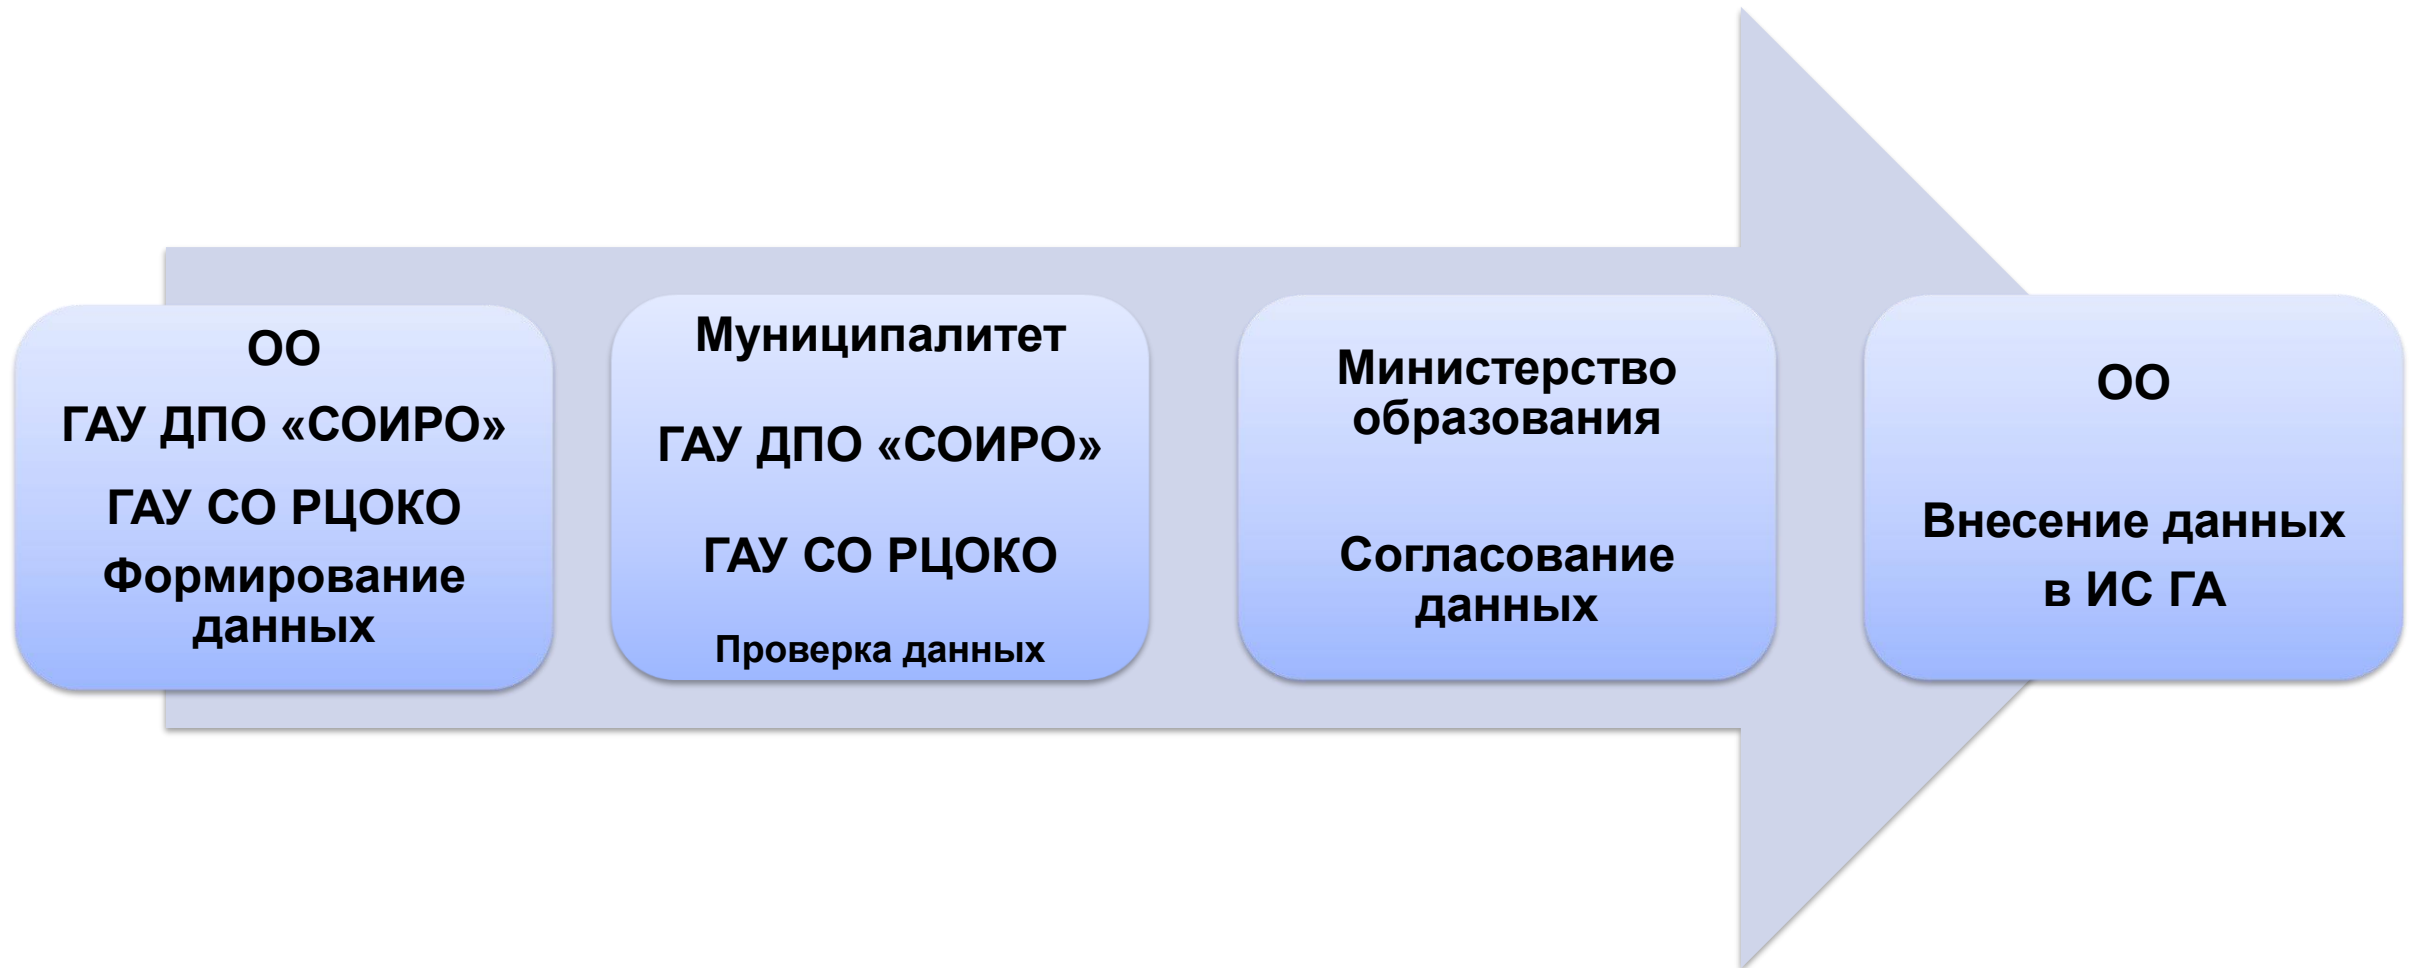 ОО
ГАУ ДПО «СОИРО»
ГАУ СО РЦОКО
Формирование
данных
Муниципалитет
ГАУ ДПО «СОИРО»
ГАУ СО РЦОКО
Проверка данных
Министерство
образования
Согласование
данных
ОО
Внесение данных
в ИС ГА